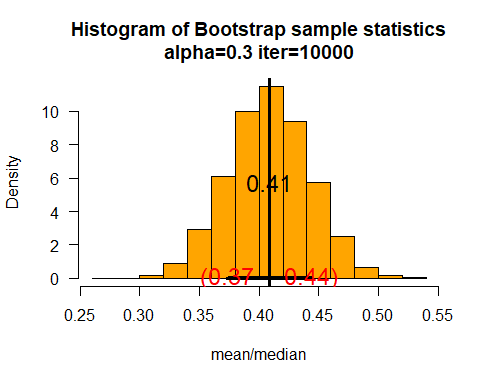 Histogram of Bootstrap sample statistics
alpha=0.3 iter=10000
Density
10
8
6
4
2
0
0.41
(0.37 0.44)
0.25 0.30 0.35 0.40 0.45 0.50 0.55
mean/median